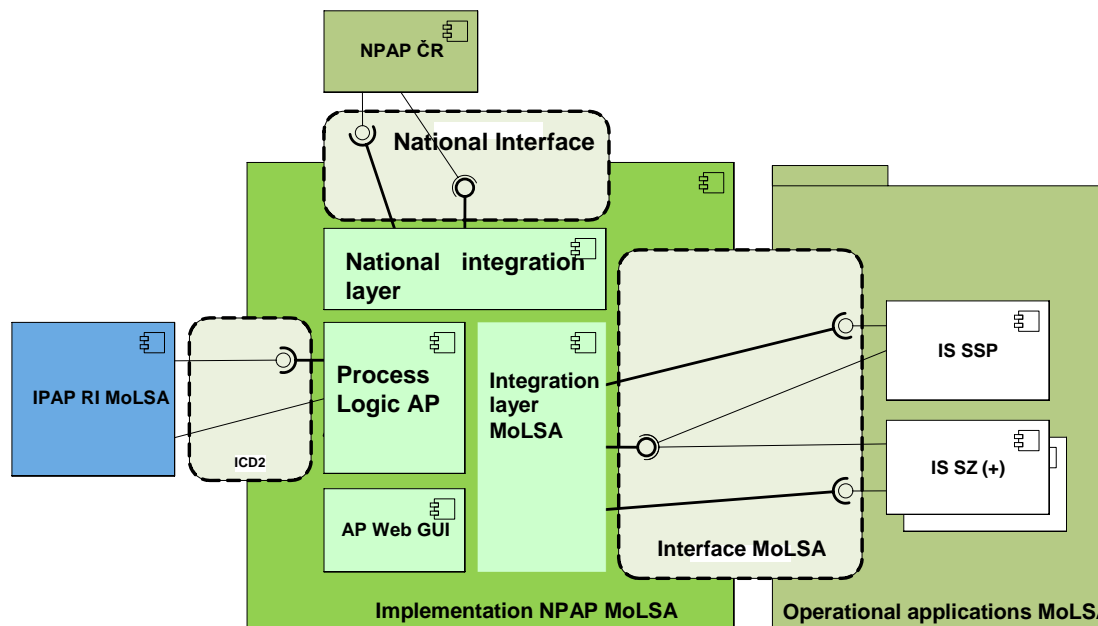 NPAP ČR
National Interface
National integration
layer
IPAP RI MoLSA
Process
Logic AP
Integration
layer
MoLSA
IS SSP
ICD2
IS SZ (+)
AP Web GUI
Interface MoLSA
Implementation NPAP MoLSA
Operational applications MoLSA